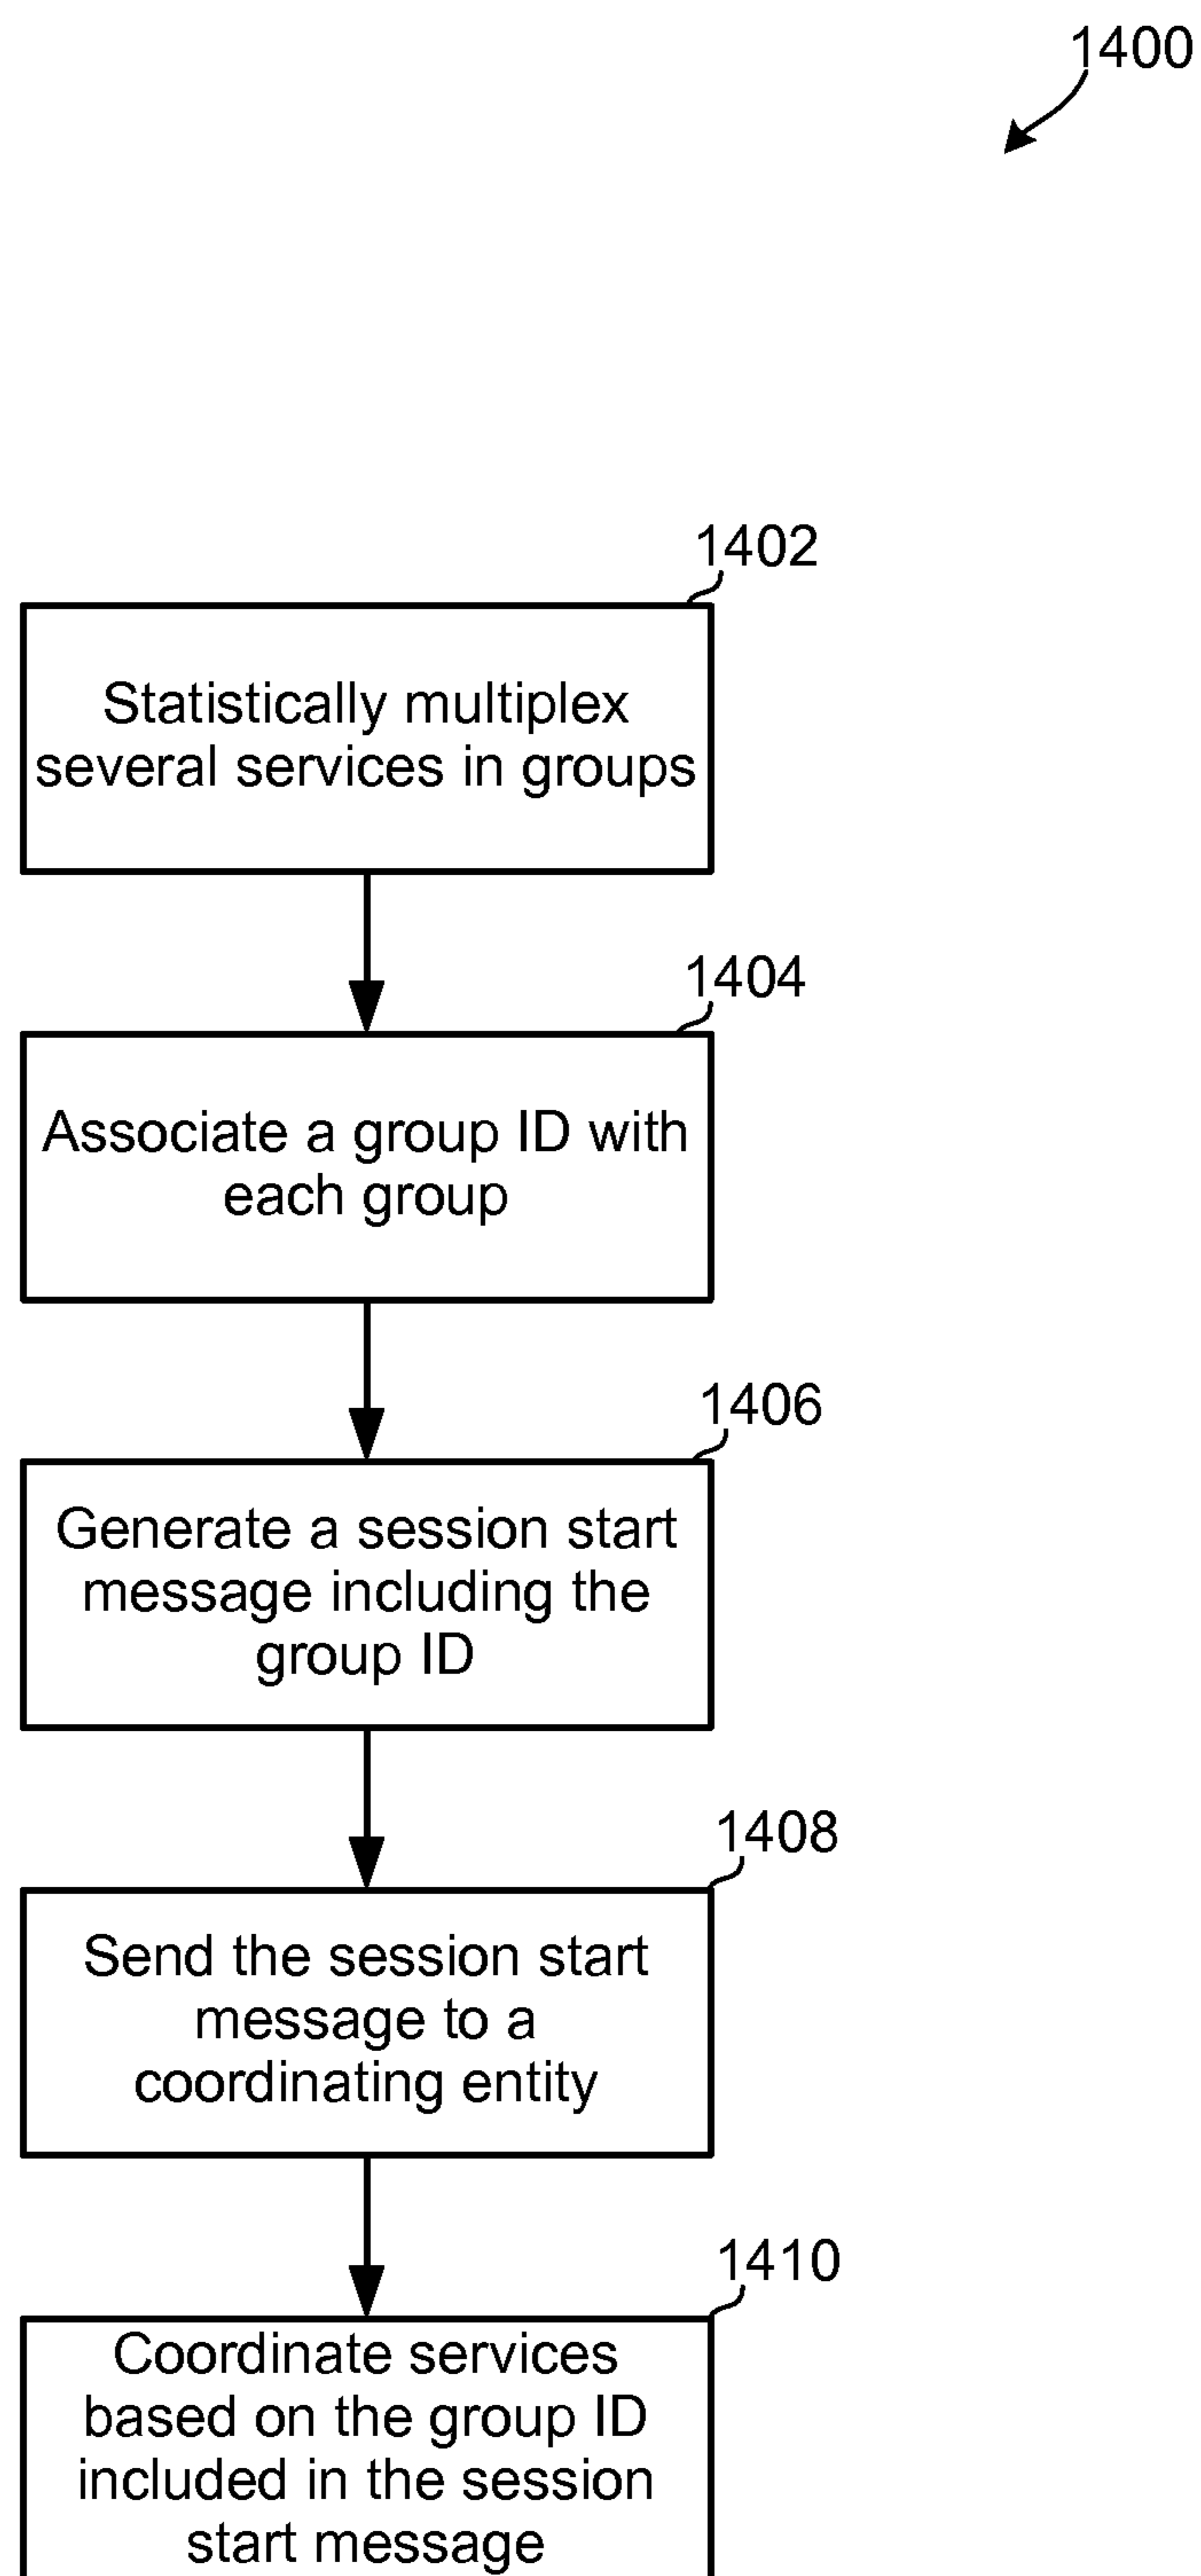 1400
1402
Statistically multiplex
several services in groups
1404
Associate a group ID with
each group
1406
Generate a session start
message including the
group ID
1408
Send the session start
message to a
coordinating entity
1410
Coordinate services
based on the group ID
included in the session
start message